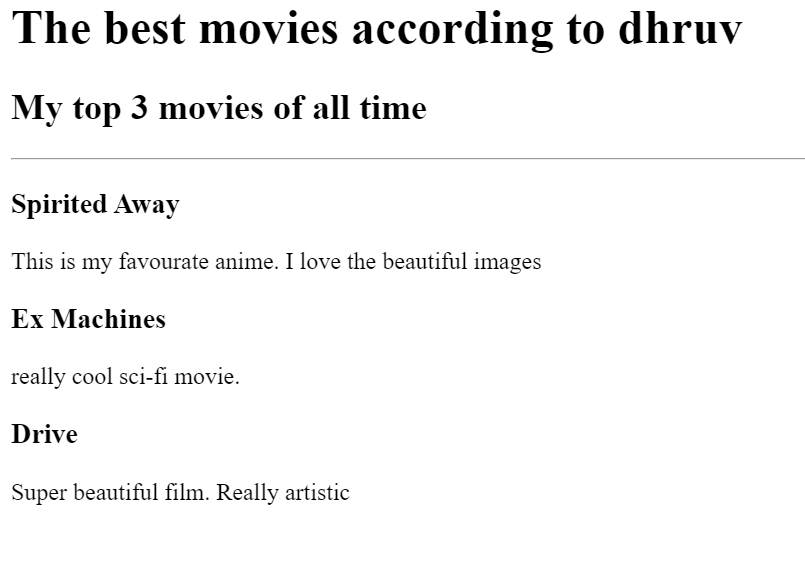 The best movies according to dhruv
My top 3 movies of all time
Spirited Away
This is my favourate anime. I love the beautiful images
Ex Machines
really cool sci-fi movie.
Drive
Super beautiful film. Really artistic